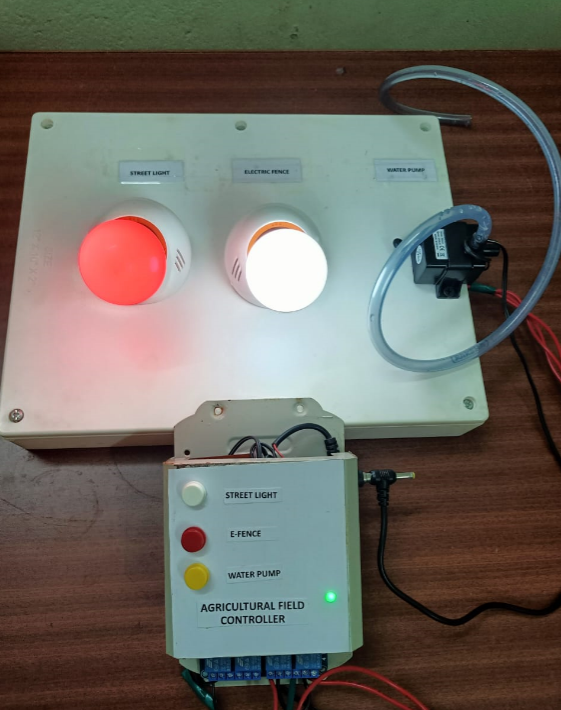 STREET LIGHT
ELECTRIC FENCE
WATER PUMP
STREET LIGHT
E-FENCE
WATER PUMP
AGRICULTURAL FIELD
CONTROLLER